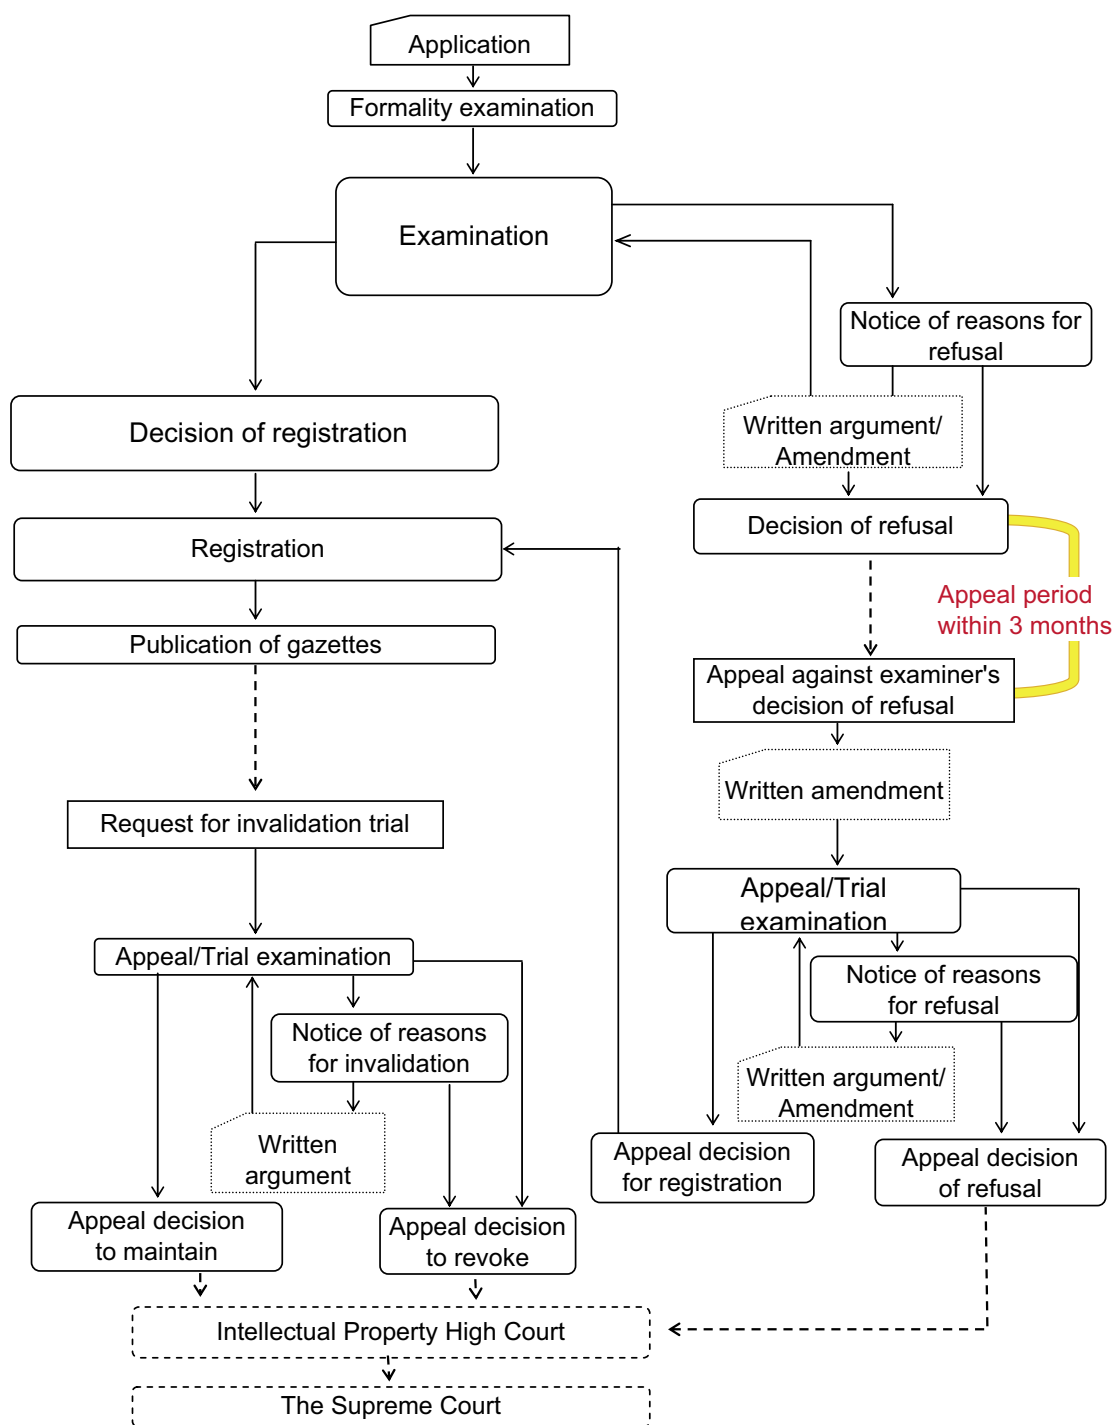 Application
Formality examination
Examination
Notice of reasons for
refusal
Decision of registration
Written argument/
Amendment
Registration
Decision of refusal
Appeal period
within 3 months
Publication of gazettes
Appeal against examiner's
decision of refusal
Written amendment
Request for invalidation trial
Appeal/Trial
examination
Appeal/Trial examination
Notice of reasons
for refusal
Notice of reasons
for invalidation
Written argument/
Amendment
Written
argument
Appeal decision
for registration
Appeal decision
of refusal
Appeal decision
to maintain
Appeal decision
to revoke
Intellectual Property High Court
The Supreme Court